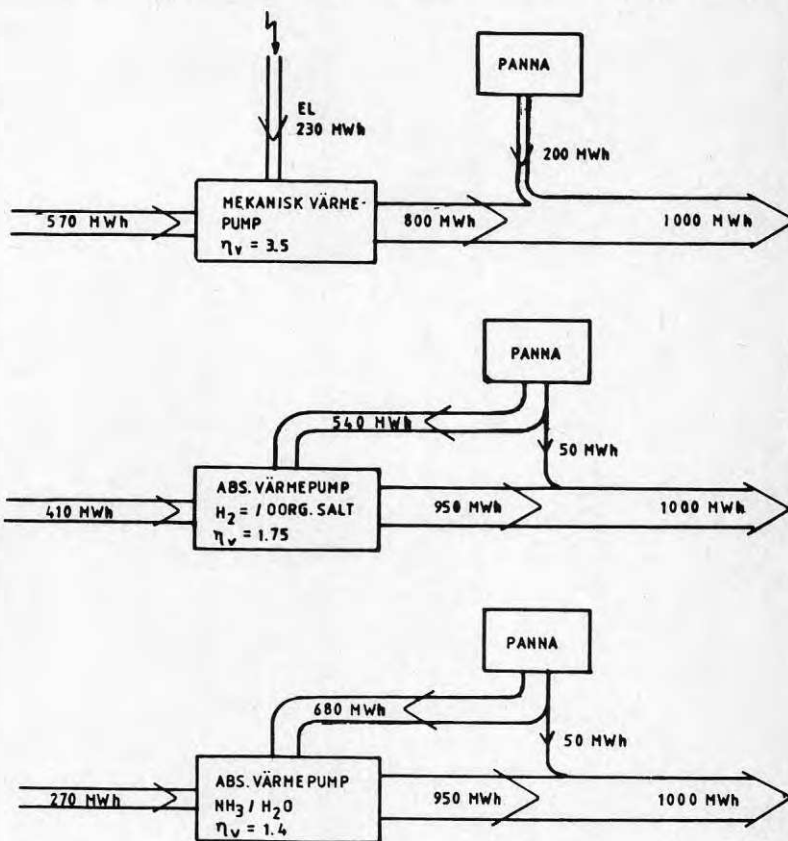 PANNA
EL
230 MWh
200 MWh
570 MWh
MEKANISK VÄRME-
PUMP
ηv = 3.5
800 MWh
1000 MWh
PANNA
540 MWh
50 MWh
410 MWh
ABS. VÄRMEPUMP
H2= / OORG. SALT
ηv = 1.75
950 MWh
1000 MWh
PANNA
680 MWh
50 MWh
270 MWh
ABS. VÄRMEPUMP
NH3 / H2O
ηv = 1.4
950 MWh
1000 MWh